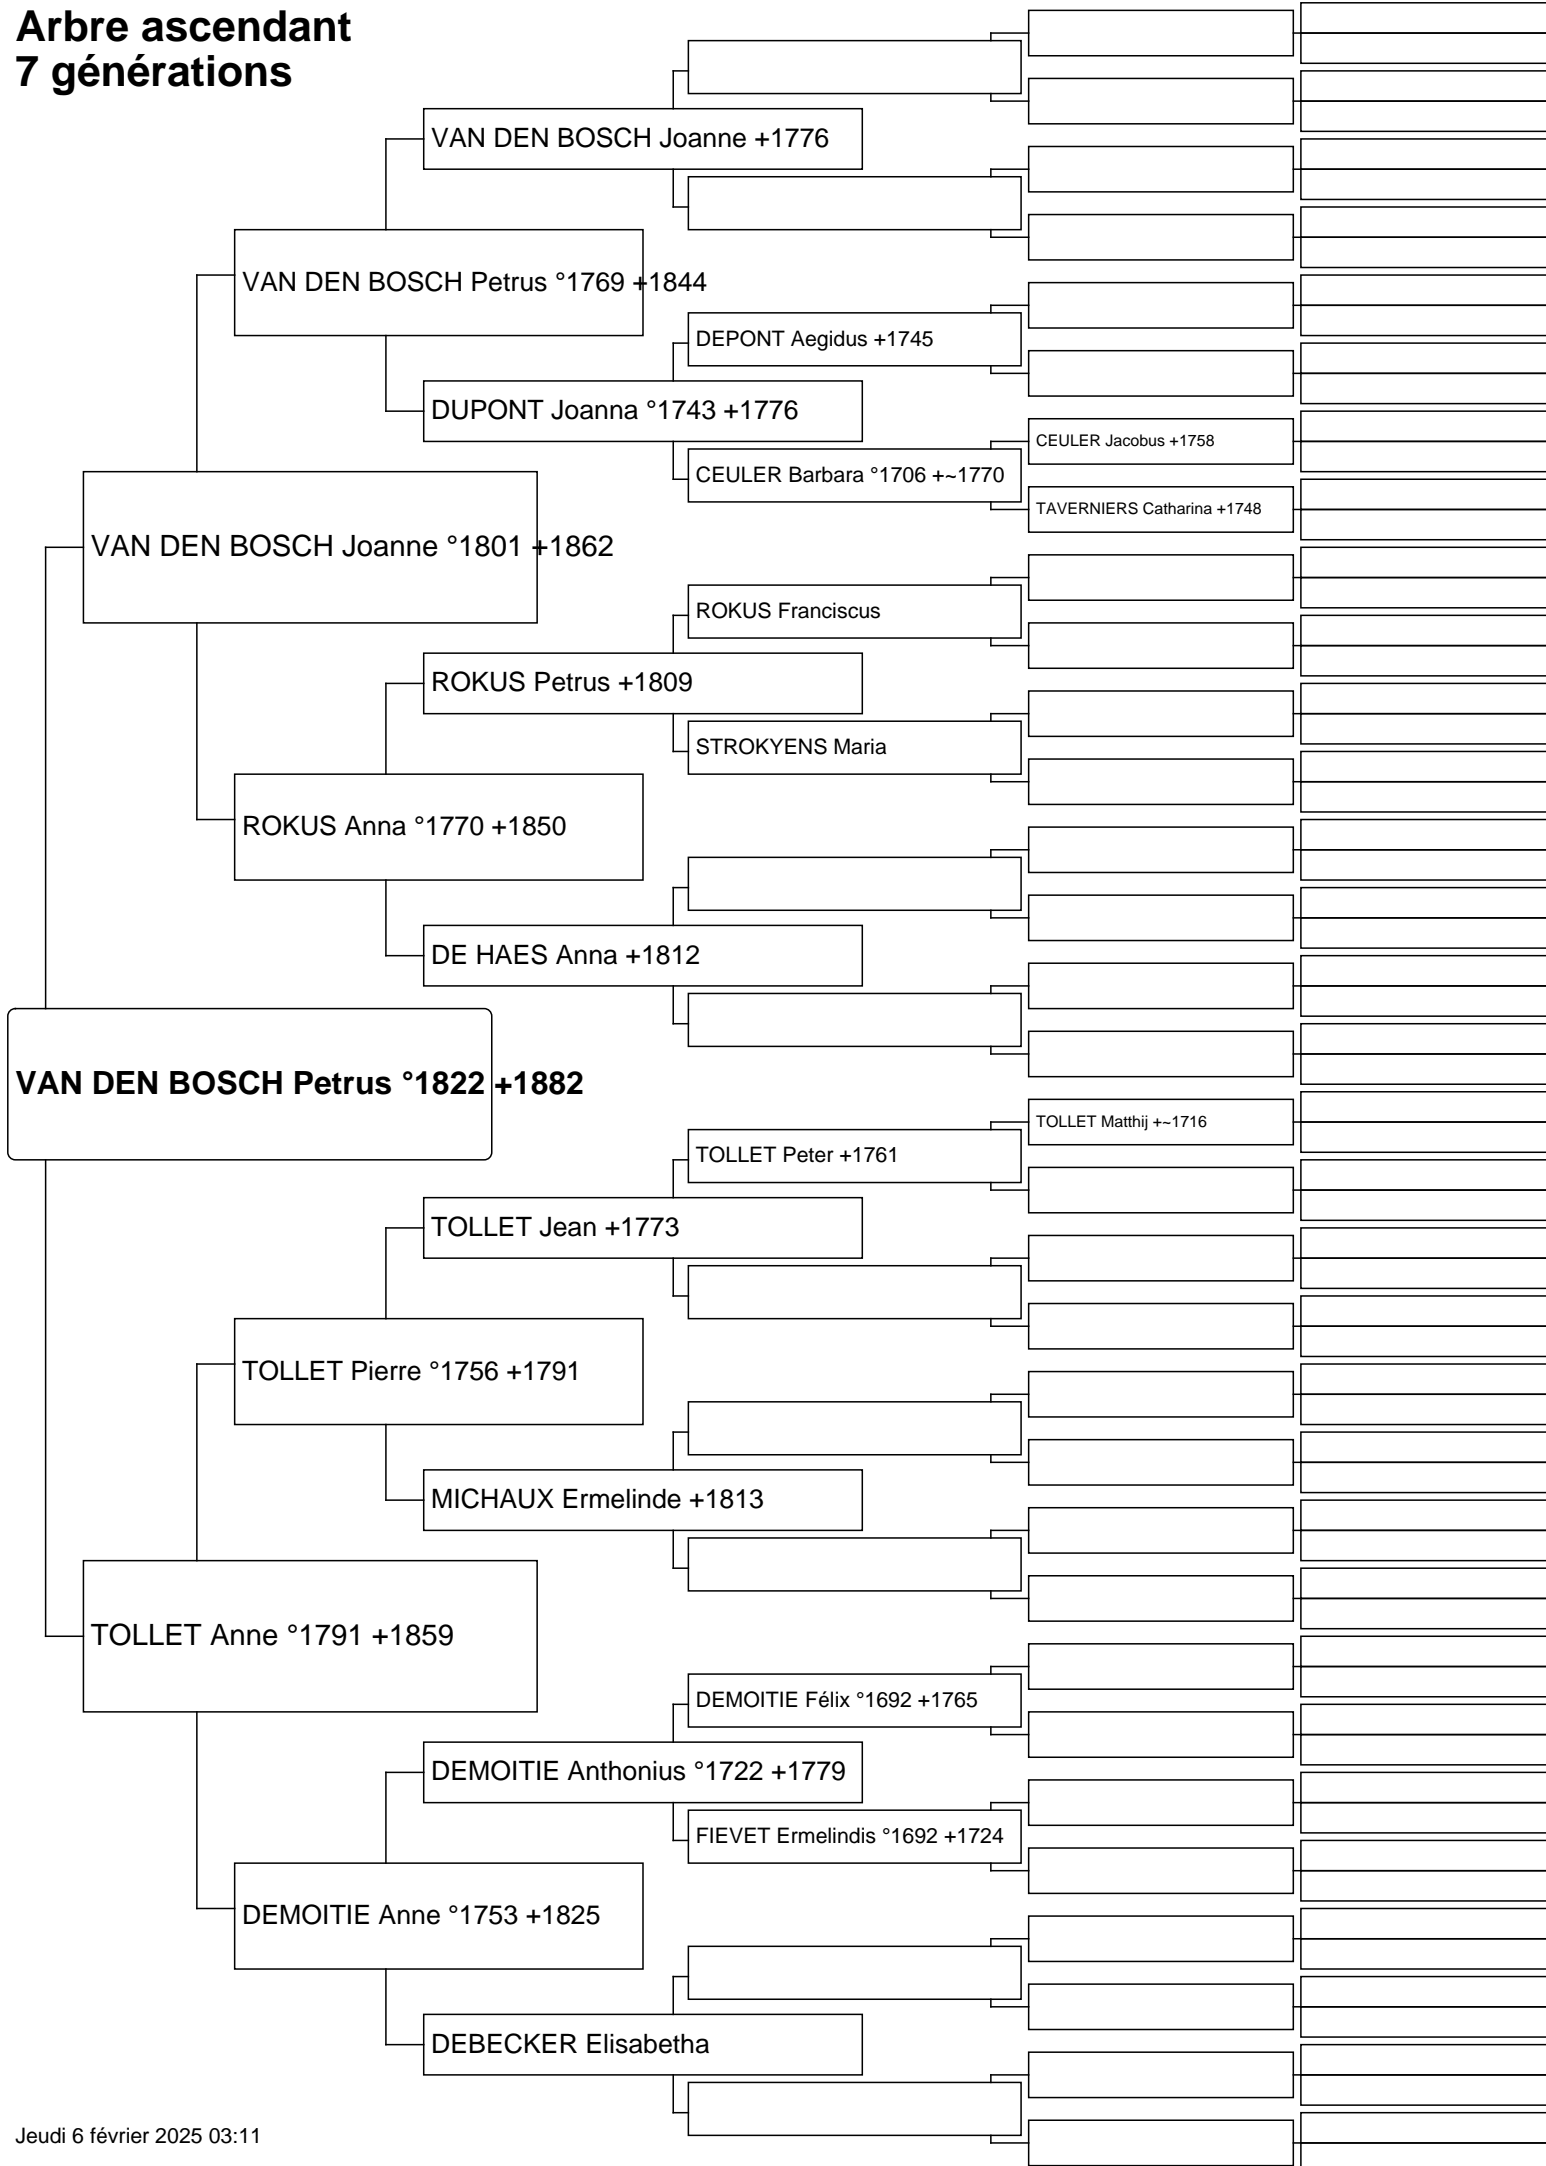 Arbre ascendant
7 générations
VAN DEN BOSCH Joanne +1776
VAN DEN BOSCH Petrus °1769 +1844
DEPONT Aegidus +1745
DUPONT Joanna °1743 +1776
CEULER Jacobus +1758
CEULER Barbara °1706 +~1770
TAVERNIERS Catharina +1748
VAN DEN BOSCH Joanne °1801 +1862
ROKUS Franciscus
ROKUS Petrus +1809
STROKYENS Maria
ROKUS Anna °1770 +1850
DE HAES Anna +1812
VAN DEN BOSCH Petrus °1822 +1882
TOLLET Matthij +~1716
TOLLET Peter +1761
TOLLET Jean +1773
TOLLET Pierre °1756 +1791
MICHAUX Ermelinde +1813
TOLLET Anne °1791 +1859
DEMOITIE Félix °1692 +1765
DEMOITIE Anthonius °1722 +1779
FIEVET Ermelindis °1692 +1724
DEMOITIE Anne °1753 +1825
DEBECKER Elisabetha
Jeudi 6 février 2025 03:11